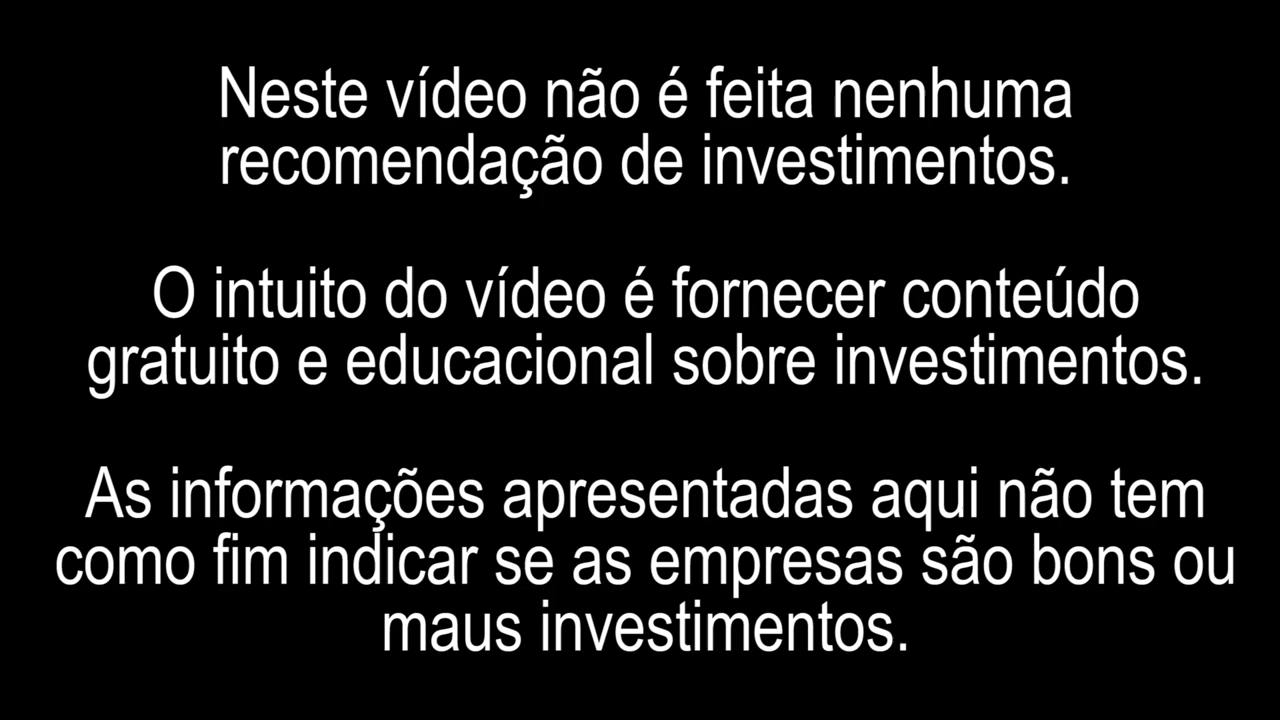 Neste vídeo não é feita nenhuma
recomendação de investimentos.
O intuito do vídeo é fornecer conteúdo
gratuito e educacional sobre investimentos.
As informações apresentadas aqui não tem
como fim indicar se as empresas são bons ou
maus investimentos.